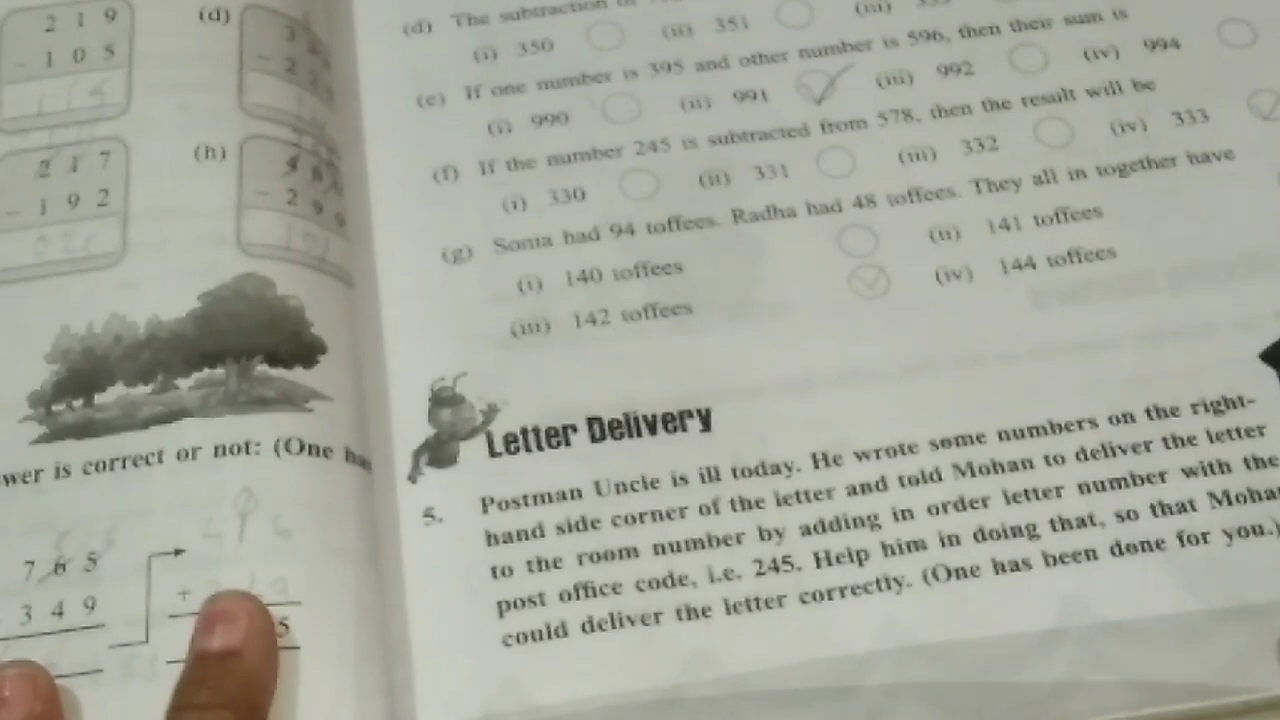 2 1 9
- 1 0 5
(d)
2 1 7
- 1 9 2
(h)
- 2 9 9
wer is correct or not: (One ha
7 6 5
3 4 9
+
5
(d) The subtraction of
(i) 350 (ii) 351 (iii)
(e) If one number is 395 and other number is 596, then their sum is
(i) 990 (ii) 991 (iii) 992 (iv) 994
(f) If the number 245 is subtracted from 578, then the result will be
(i) 330 (ii) 331 (iii) 332 (iv) 333
(g) Sonia had 94 toffees. Radha had 48 toffees. They all in together have
(i) 140 toffees (ii) 141 toffees
(iii) 142 toffees (iv) 144 toffees
Letter Delivery
5. Postman Uncle is ill today. He wrote some numbers on the right-
hand side corner of the letter and told Mohan to deliver the letter
to the room number by adding in order letter number with the
post office code, i.e. 245. Help him in doing that, so that Moha
could deliver the letter correctly. (One has been done for you.)